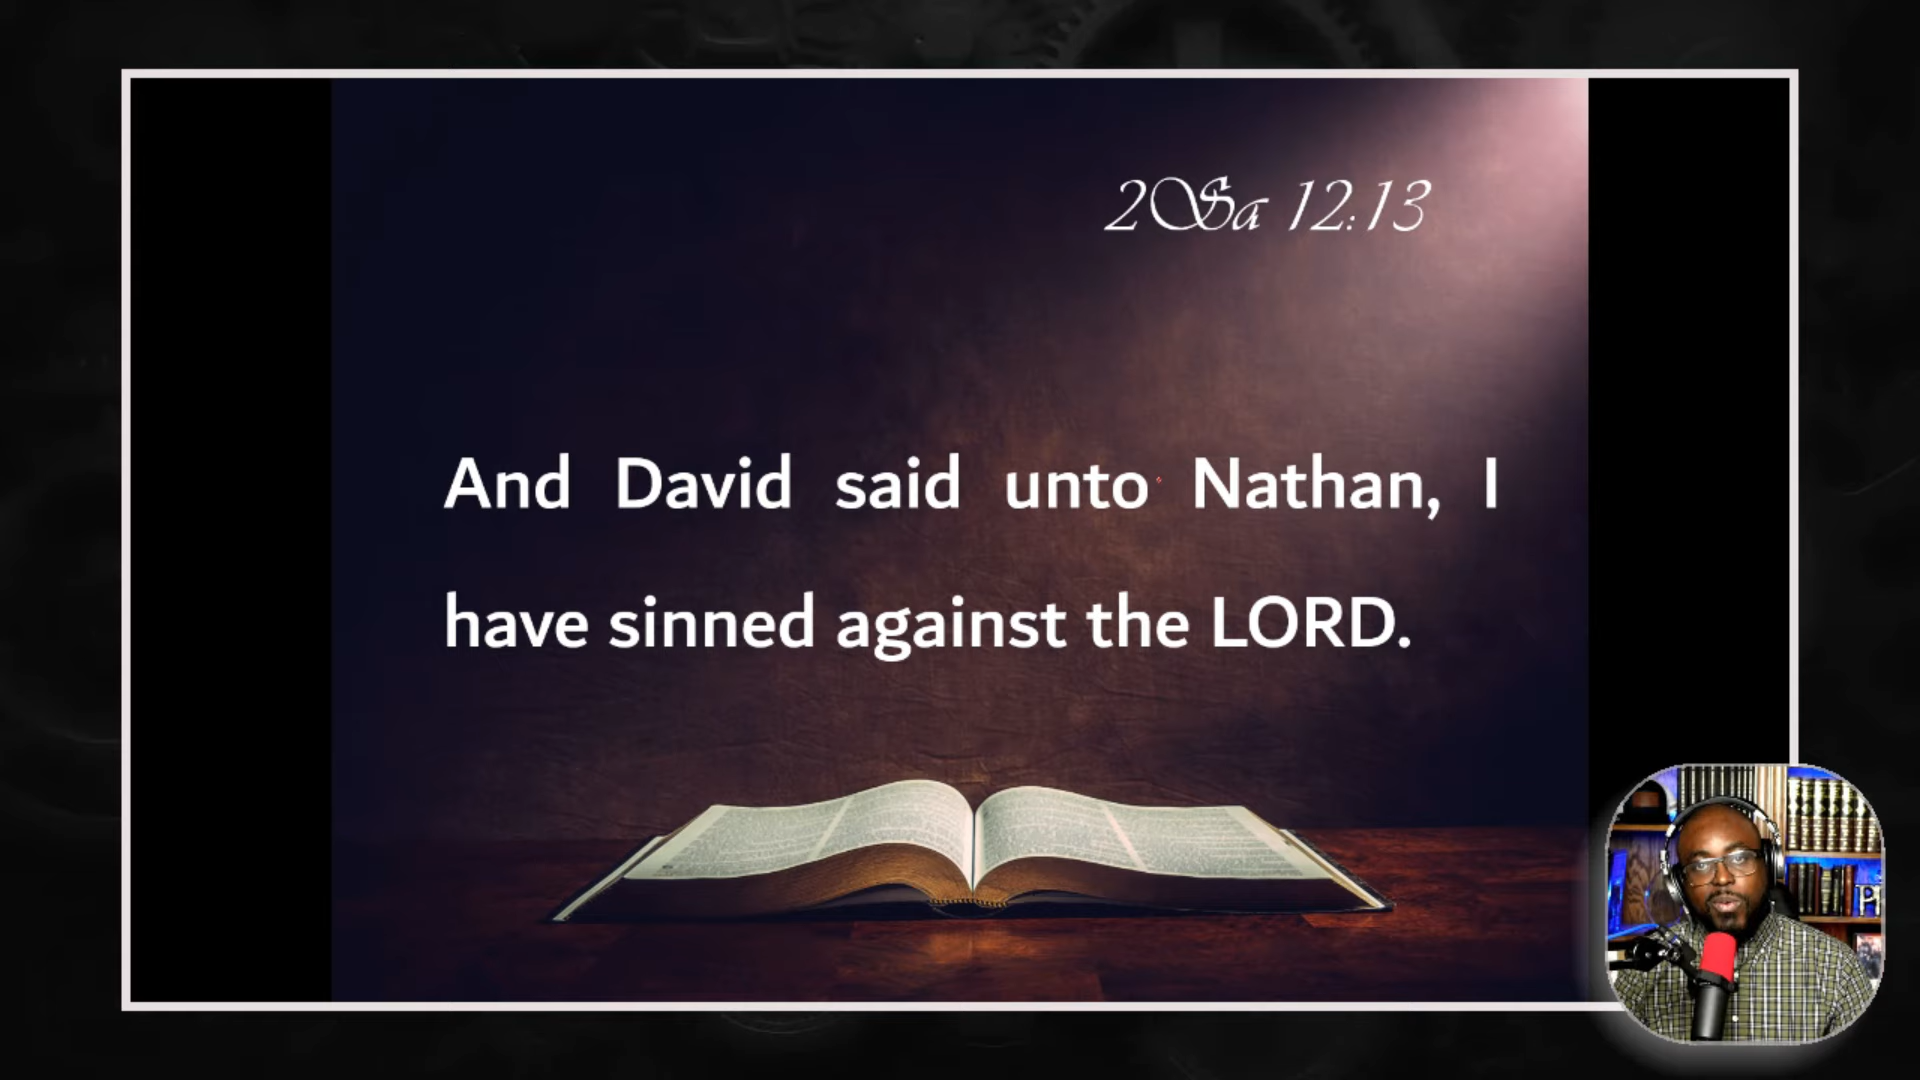 2Sa 12:13
And David said unto Nathan, I
have sinned against the LORD.